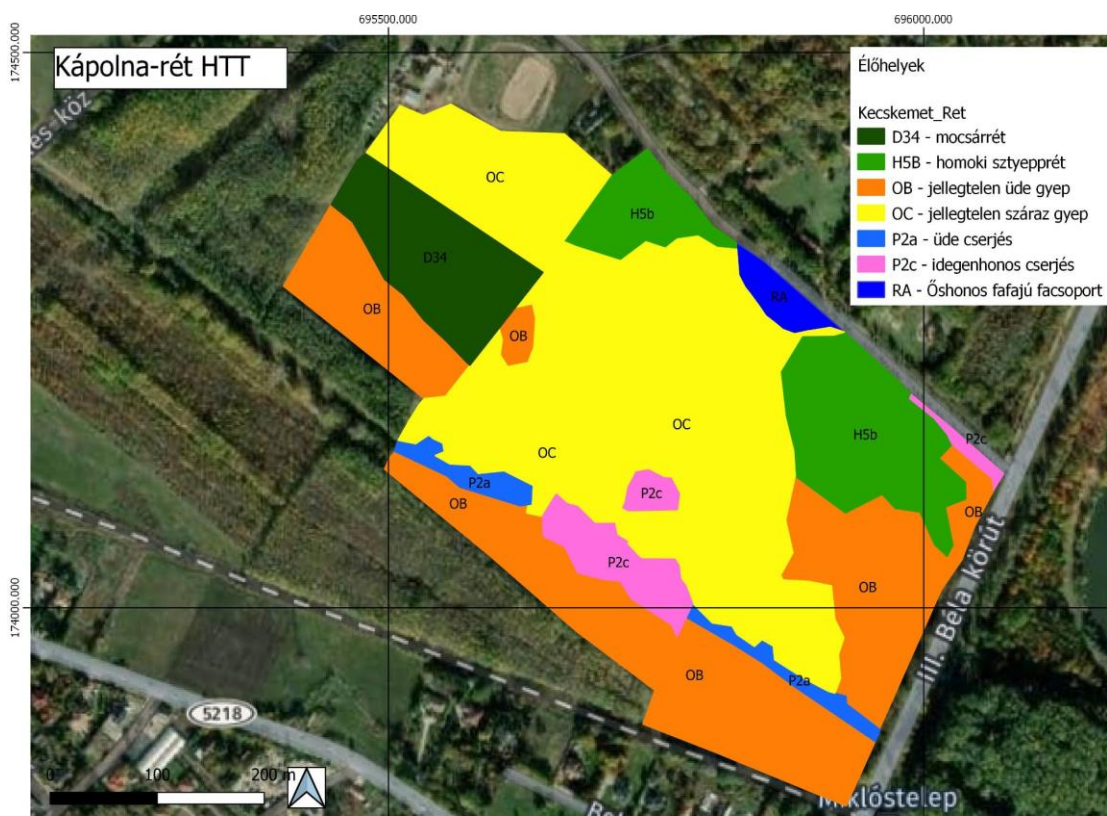 695500.000
696000.000
174500.000
Kápolna-rét HTT
Élőhelyek
Kecskemet_Ret
D34 - mocsárrét
H5B - homoki sztyepprét
OB - jellegtelen üde gyep
OC - jellegtelen száraz gyep
P2a - üde cserjés
P2c - idegenhonos cserjés
RA - Őshonos fafajú facsoport
es köz
OC
H5b
D34
RA
OB
OB
OC
H5b
P2c
OC
P2a
P2c
OB
OB
P2c
III. Béla körút
174000.000
OB
OB
P2a
5218
0
100
200 m
Miklóstelep